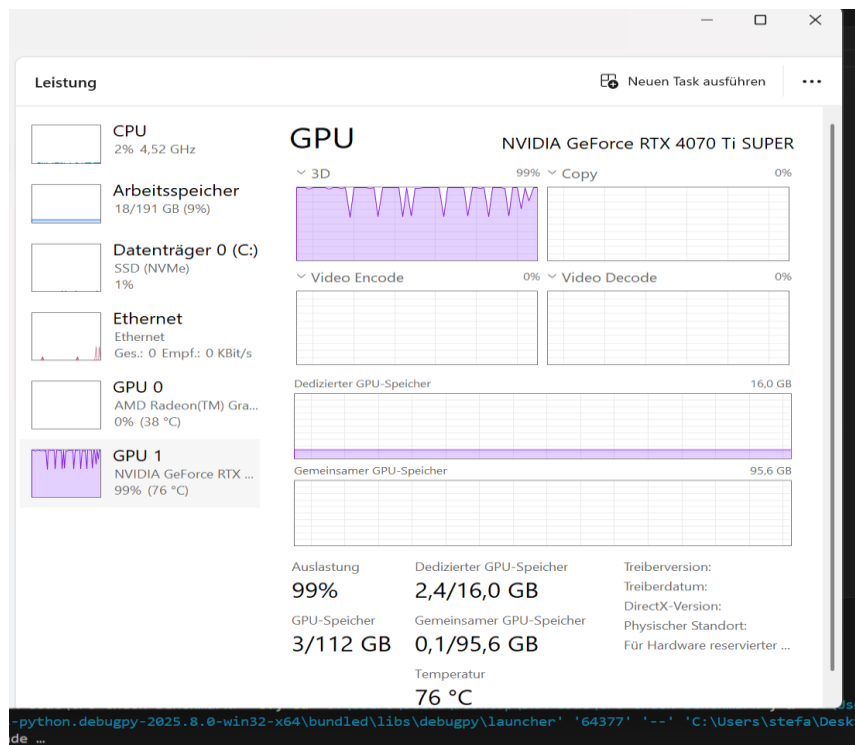 Leistung
Neuen Task ausführen
CPU
2% 4,52 GHz
Arbeitsspeicher
18/191 GB (9%)
Datenträger 0 (C:)
SSD (NVMe)
1%
Ethernet
Ethernet
Ges.: 0 Empf.: 0 KBit/s
GPU 0
AMD Radeon(TM) Gra...
0% (38 °C)
GPU 1
NVIDIA GeForce RTX ...
99% (76 °C)
GPU
NVIDIA GeForce RTX 4070 Ti SUPER
3D 99%
Copy 0%
Video Encode 0%
Video Decode 0%
Dedizierter GPU-Speicher 16,0 GB
Gemeinsamer GPU-Speicher 95,6 GB
Auslastung
99%
Dedizierter GPU-Speicher
2,4/16,0 GB
GPU-Speicher
3/112 GB
Gemeinsamer GPU-Speicher
0,1/95,6 GB
Temperatur
76 °C
Treiberversion:
Treiberdatum:
DirectX-Version:
Physischer Standort:
Für Hardware reservierter ...
-python.debugpy-2025.8.0-win32-x64\bundled\libs\debugpy\launcher' '64377' '--' 'C:\Users\stefa\Desk
de …